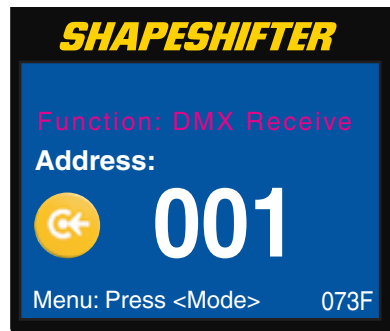 SHAPESHIFTER
Function: DMX Receive
Address:
001
Menu: Press <Mode> 073F